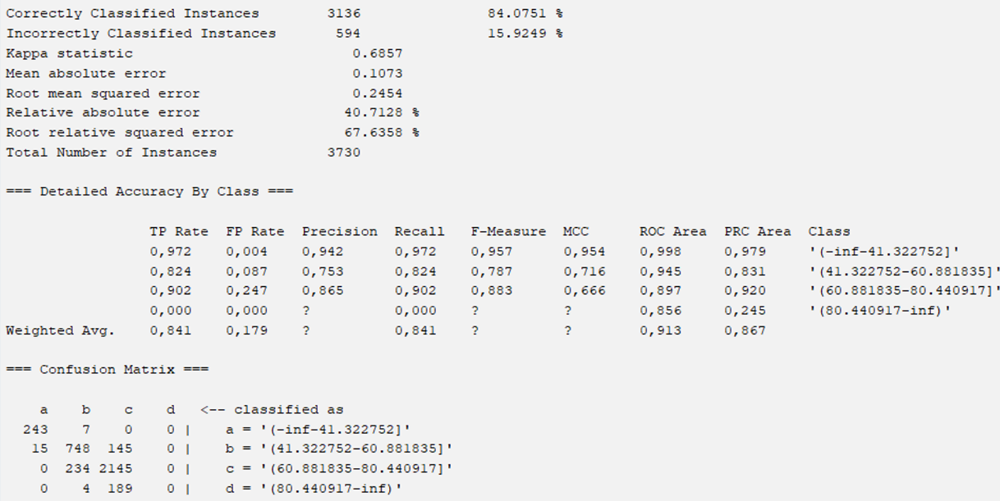 Correctly Classified Instances        3136               84.0751 %
Incorrectly Classified Instances       594               15.9249 %
Kappa statistic                          0.6857
Mean absolute error                      0.1073
Root mean squared error                  0.2454
Relative absolute error                 40.7128 %
Root relative squared error             67.6358 %
Total Number of Instances             3730
=== Detailed Accuracy By Class ===
                 TP Rate  FP Rate  Precision  Recall   F-Measure  MCC      ROC Area  PRC Area  Class
                 0,972    0,004    0,942      0,972    0,957      0,954    0,998     0,979     '(-inf-41.322752]'
                 0,824    0,087    0,753      0,824    0,787      0,716    0,945     0,831     '(41.322752-60.881835]'
                 0,902    0,247    0,865      0,902    0,883      0,666    0,897     0,920     '(60.881835-80.440917]'
                 0,000    0,000    ?          0,000    ?          ?        0,856     0,245     '(80.440917-inf)'
Weighted Avg.    0,841    0,179    ?          0,841    ?          ?        0,913     0,867
=== Confusion Matrix ===
    a    b    c    d   <-- classified as
  243    7    0    0 |    a = '(-inf-41.322752]'
   15  748  145    0 |    b = '(41.322752-60.881835]'
    0  234 2145    0 |    c = '(60.881835-80.440917]'
    0    4  189    0 |    d = '(80.440917-inf)'